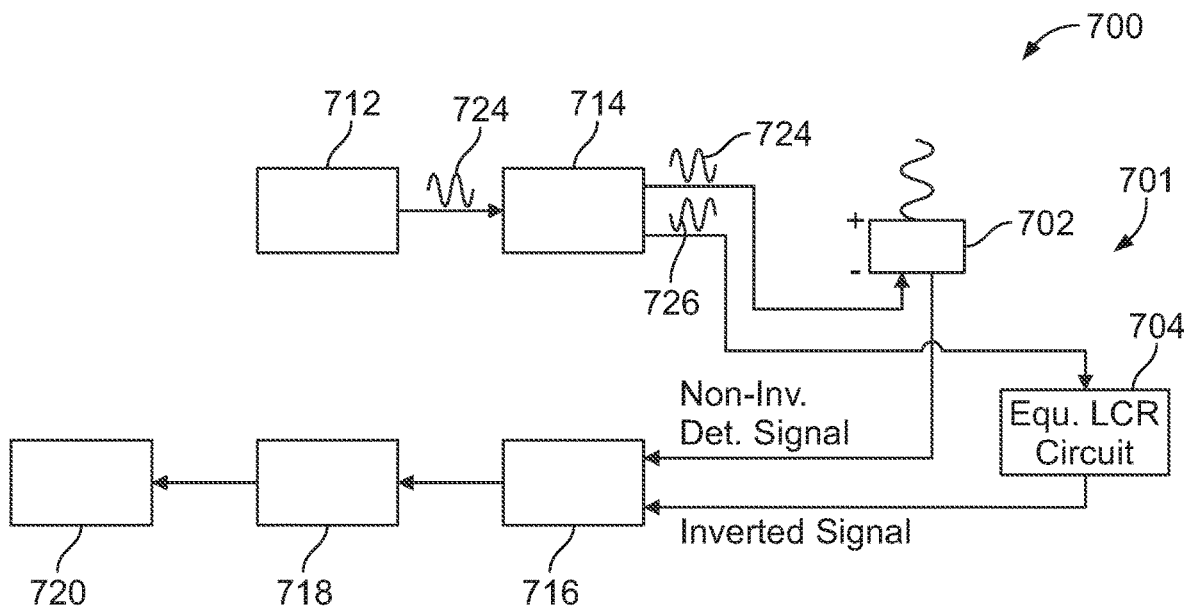 700
712
724
714
724
701
+
702
-
726
704
Non-Inv.
Det. Signal
Equ. LCR
Circuit
Inverted Signal
720
718
716